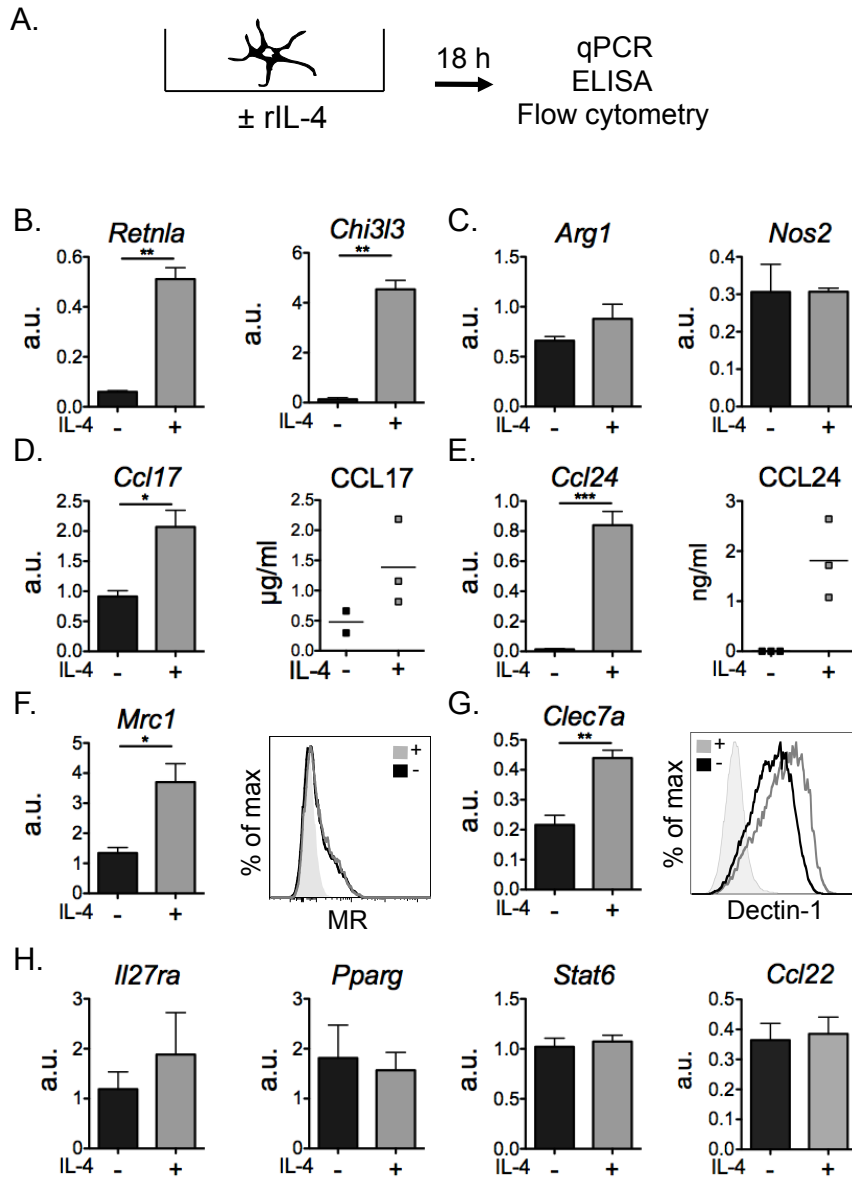 A.
± rIL-4
18 h
qPCR
ELISA
Flow cytometry
B.
Retnla
**
a.u.
0.6
0.4
0.2
0.0
IL-4 - +
Chi3l3
**
a.u.
6
4
2
0
IL-4 - +
C.
Arg1
a.u.
1.5
1.0
0.5
0.0
IL-4 - +
Nos2
a.u.
0.5
0.4
0.3
0.2
0.1
0.0
IL-4 - +
D.
Ccl17
*
a.u.
2.5
2.0
1.5
1.0
0.5
0.0
IL-4 - +
CCL17
µg/ml
2.5
2.0
1.5
1.0
0.5
0.0
IL-4 - +
E.
Ccl24
***
a.u.
1.0
0.8
0.6
0.4
0.2
0.0
IL-4 - +
CCL24
ng/ml
3
2
1
0
IL-4 - +
F.
Mrc1
*
a.u.
5
4
3
2
1
0
IL-4 - +
% of max
+
-
MR
G.
Clec7a
**
a.u.
0.5
0.4
0.3
0.2
0.1
0.0
IL-4 - +
% of max
+
-
Dectin-1
H.
Il27ra
a.u.
3
2
1
0
IL-4 - +
Pparg
a.u.
3
2
1
0
IL-4 - +
Stat6
a.u.
1.5
1.0
0.5
0.0
IL-4 - +
Ccl22
a.u.
0.5
0.4
0.3
0.2
0.1
0.0
IL-4 - +